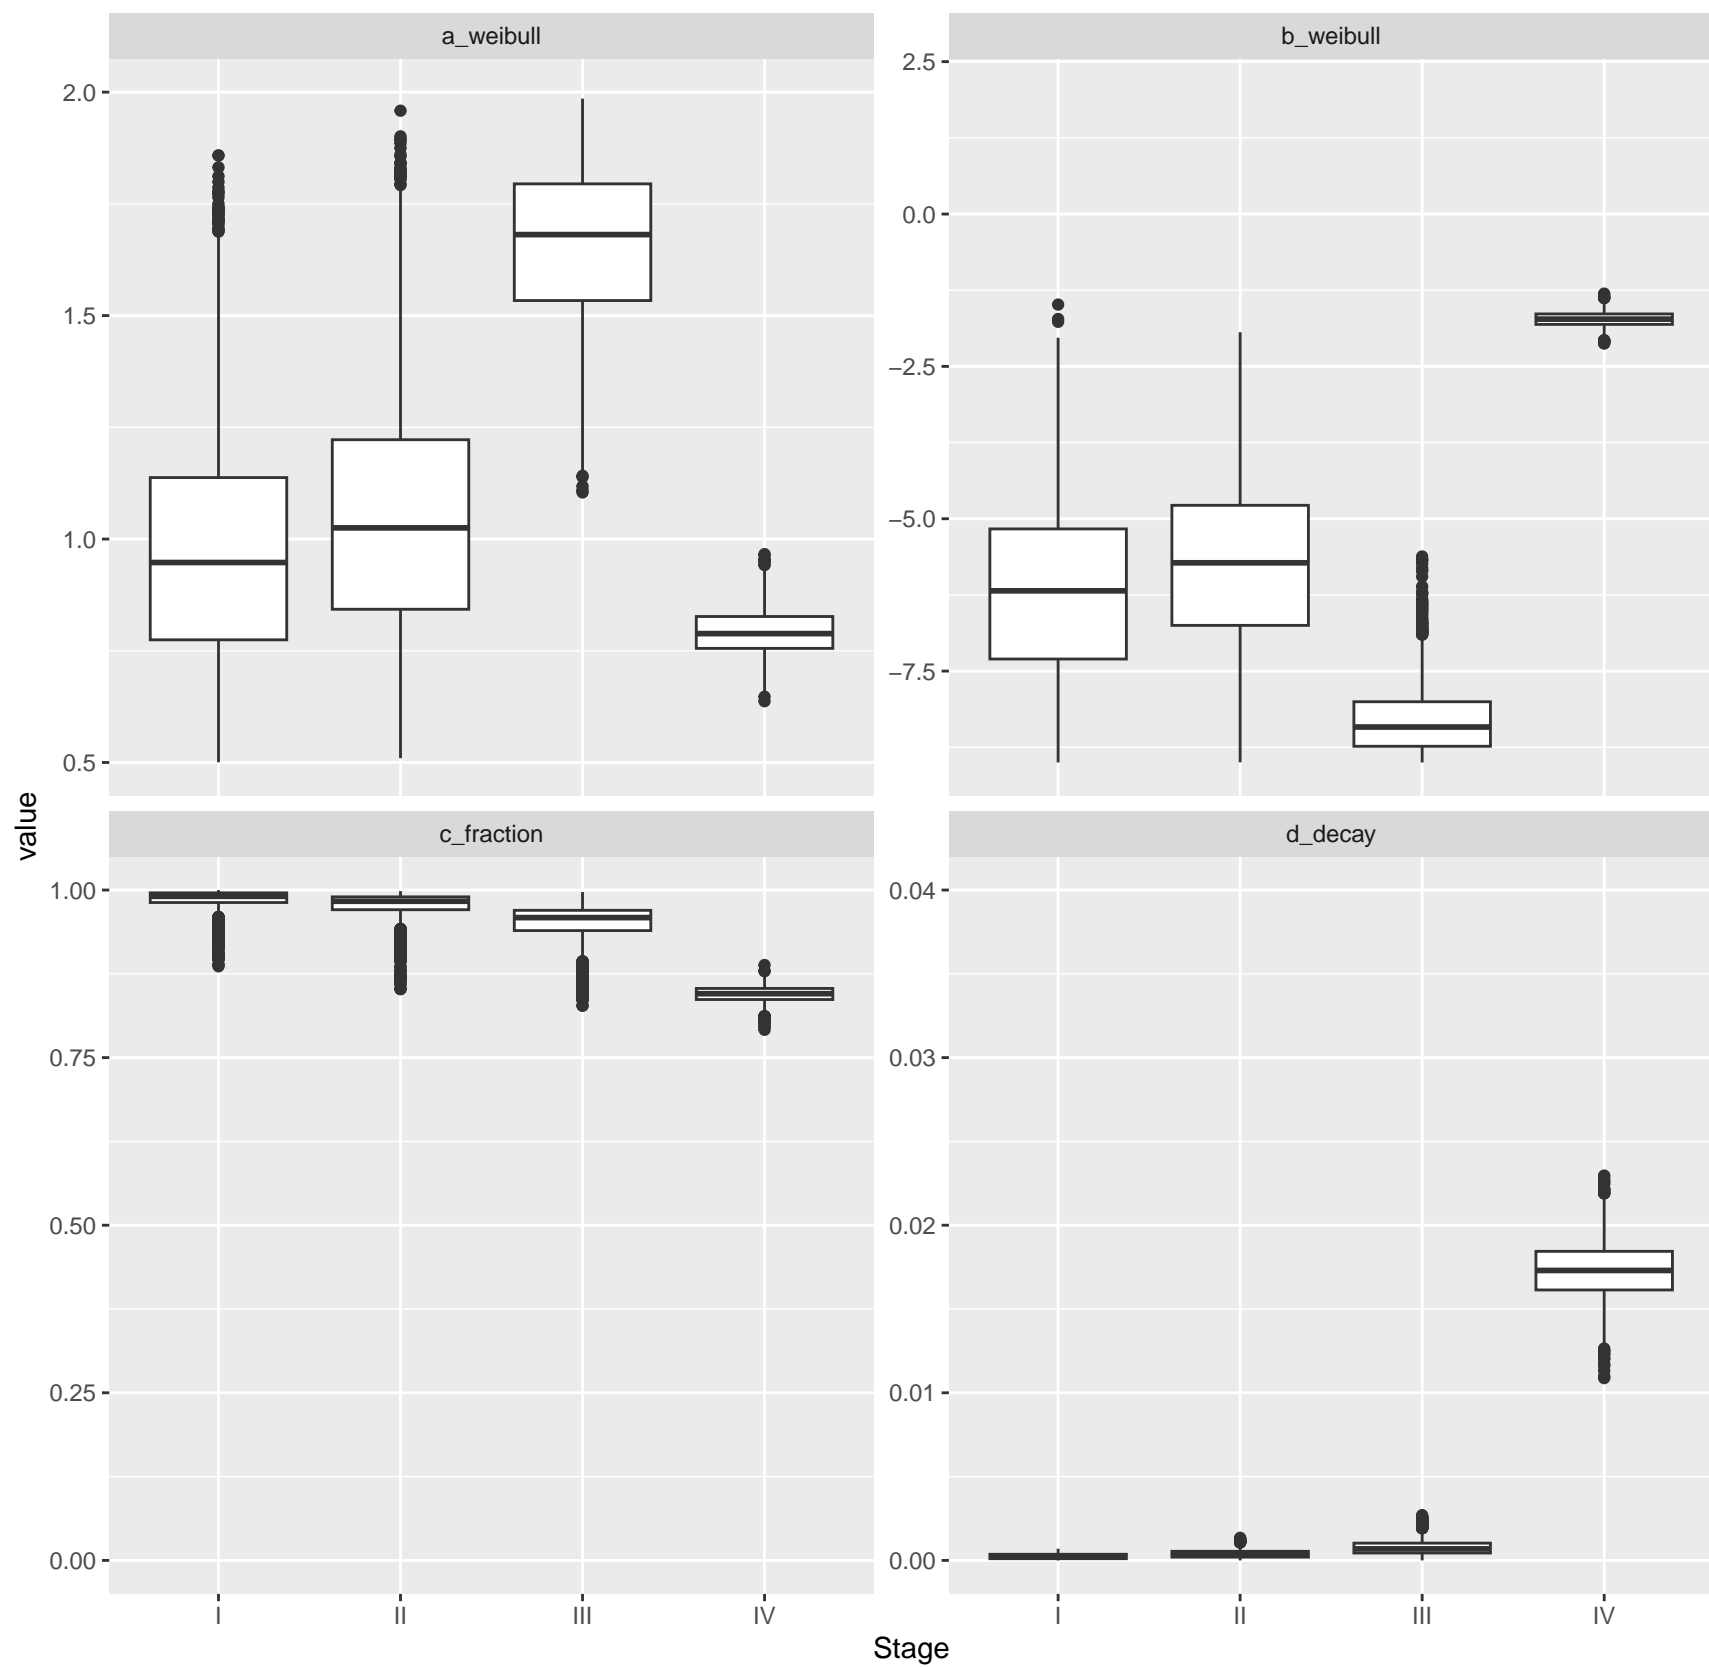 a_weibull
b_weibull
2.0
1.5
1.0
0.5
2.5
0.0
−2.5
−5.0
−7.5
value
c_fraction
d_decay
1.00
0.75
0.50
0.25
0.00
0.04
0.03
0.02
0.01
0.00
I II III IV
I II III IV
Stage